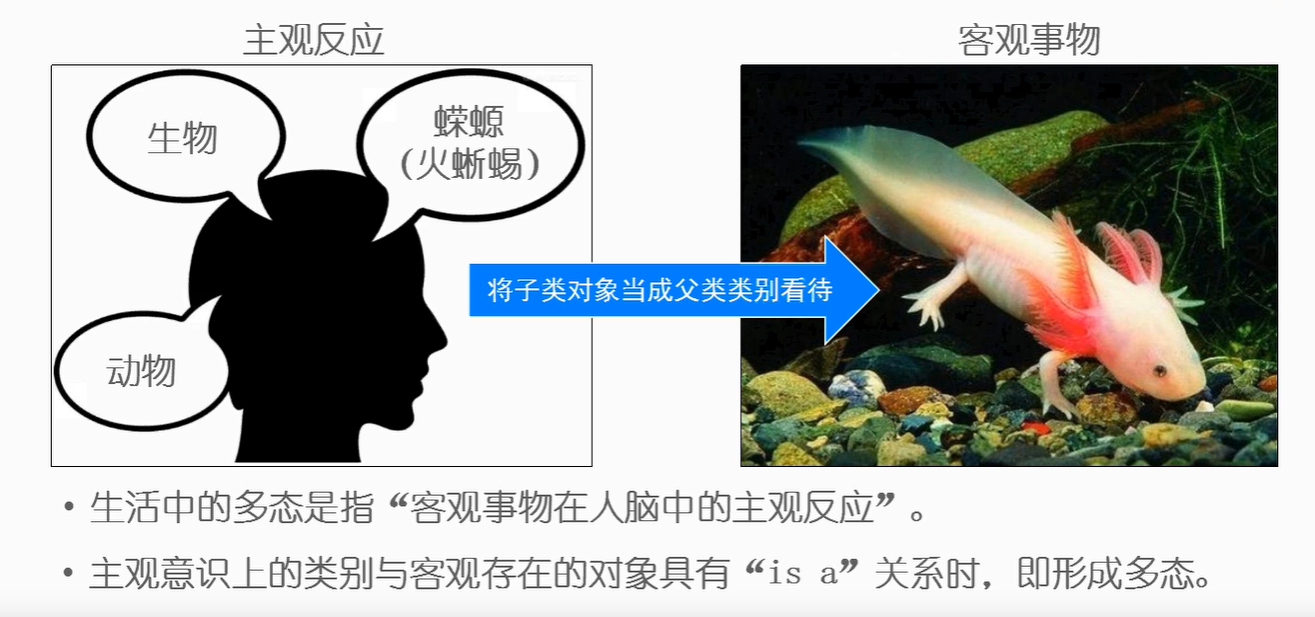 主观反应
客观事物
生物
蝾螈
（火蜥蜴）
将子类对象当成父类类别看待
动物
• 生活中的多态是指“客观事物在人脑中的主观反应”。
• 主观意识上的类别与客观存在的对象具有“is a”关系时，即形成多态。